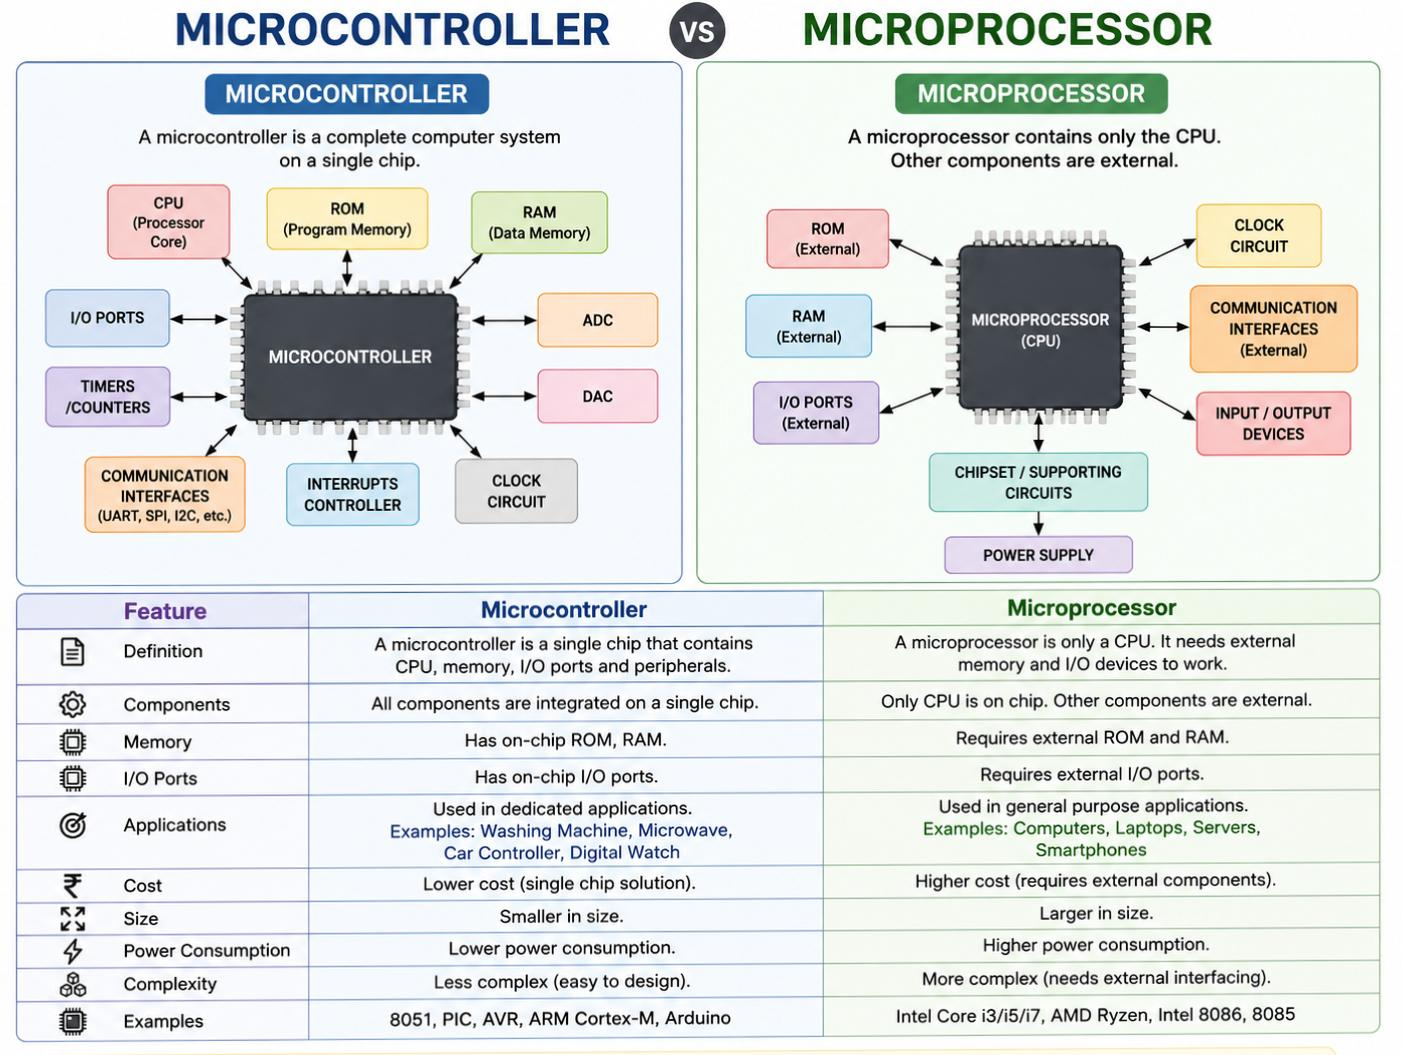 MICROCONTROLLER VS MICROPROCESSOR
MICROCONTROLLER
A microcontroller is a complete computer system
on a single chip.
CPU
(Processor
Core)
ROM
(Program Memory)
RAM
(Data Memory)
I/O PORTS
MICROCONTROLLER
ADC
TIMERS
/COUNTERS
DAC
COMMUNICATION
INTERFACES
(UART, SPI, I2C, etc.)
INTERRUPTS
CONTROLLER
CLOCK
CIRCUIT
MICROPROCESSOR
A microprocessor contains only the CPU.
Other components are external.
ROM
(External)
CLOCK
CIRCUIT
RAM
(External)
MICROPROCESSOR
(CPU)
COMMUNICATION
INTERFACES
(External)
I/O PORTS
(External)
INPUT / OUTPUT
DEVICES
CHIPSET / SUPPORTING
CIRCUITS
POWER SUPPLY
Feature Microcontroller Microprocessor
Definition
A microcontroller is a single chip that contains
CPU, memory, I/O ports and peripherals.
A microprocessor is only a CPU. It needs external
memory and I/O devices to work.
Components All components are integrated on a single chip. Only CPU is on chip. Other components are external.
Memory Has on-chip ROM, RAM. Requires external ROM and RAM.
I/O Ports Has on-chip I/O ports. Requires external I/O ports.
Applications
Used in dedicated applications.
Examples: Washing Machine, Microwave,
Car Controller, Digital Watch
Used in general purpose applications.
Examples: Computers, Laptops, Servers,
Smartphones
₹ Cost Lower cost (single chip solution). Higher cost (requires external components).
Size Smaller in size. Larger in size.
Power Consumption Lower power consumption. Higher power consumption.
Complexity Less complex (easy to design). More complex (needs external interfacing).
Examples 8051, PIC, AVR, ARM Cortex-M, Arduino Intel Core i3/i5/i7, AMD Ryzen, Intel 8086, 8085